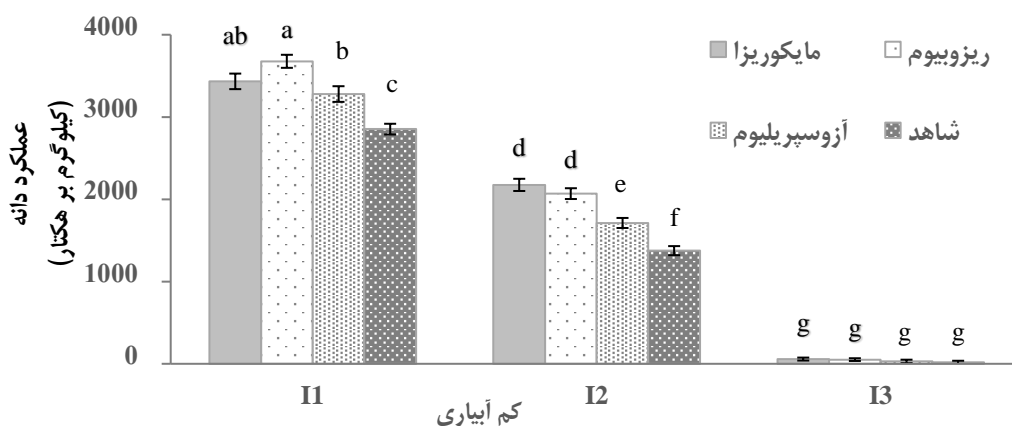 4000
3000
2000
1000
0
عملکرد دانه
(کیلوگرم بر هکتار)
ab
a
b
c
d
d
e
f
g
g
g
g
مایکوریزا
ریزوبیوم
آزوسپریلیوم
شاهد
I1
I2
I3
کم آبیاری